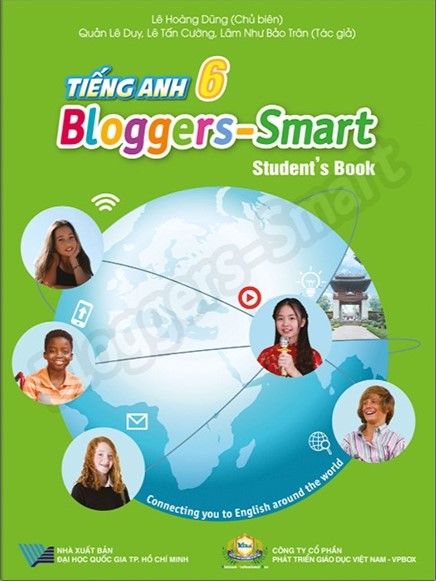 Lê Hoàng Dũng (Chủ biên)
Quản Lê Duy, Lê Tấn Cường, Lâm Như Bảo Trân (Tác giả)
TIẾNG ANH 6
Bloggers-Smart
Student's Book
Bloggers-Smart
Connecting you to English around the world
NHÀ XUẤT BẢN
ĐẠI HỌC QUỐC GIA TP. HỒ CHÍ MINH
CÔNG TY CỔ PHẦN
PHÁT TRIỂN GIÁO DỤC VIỆT NAM - VPBOX